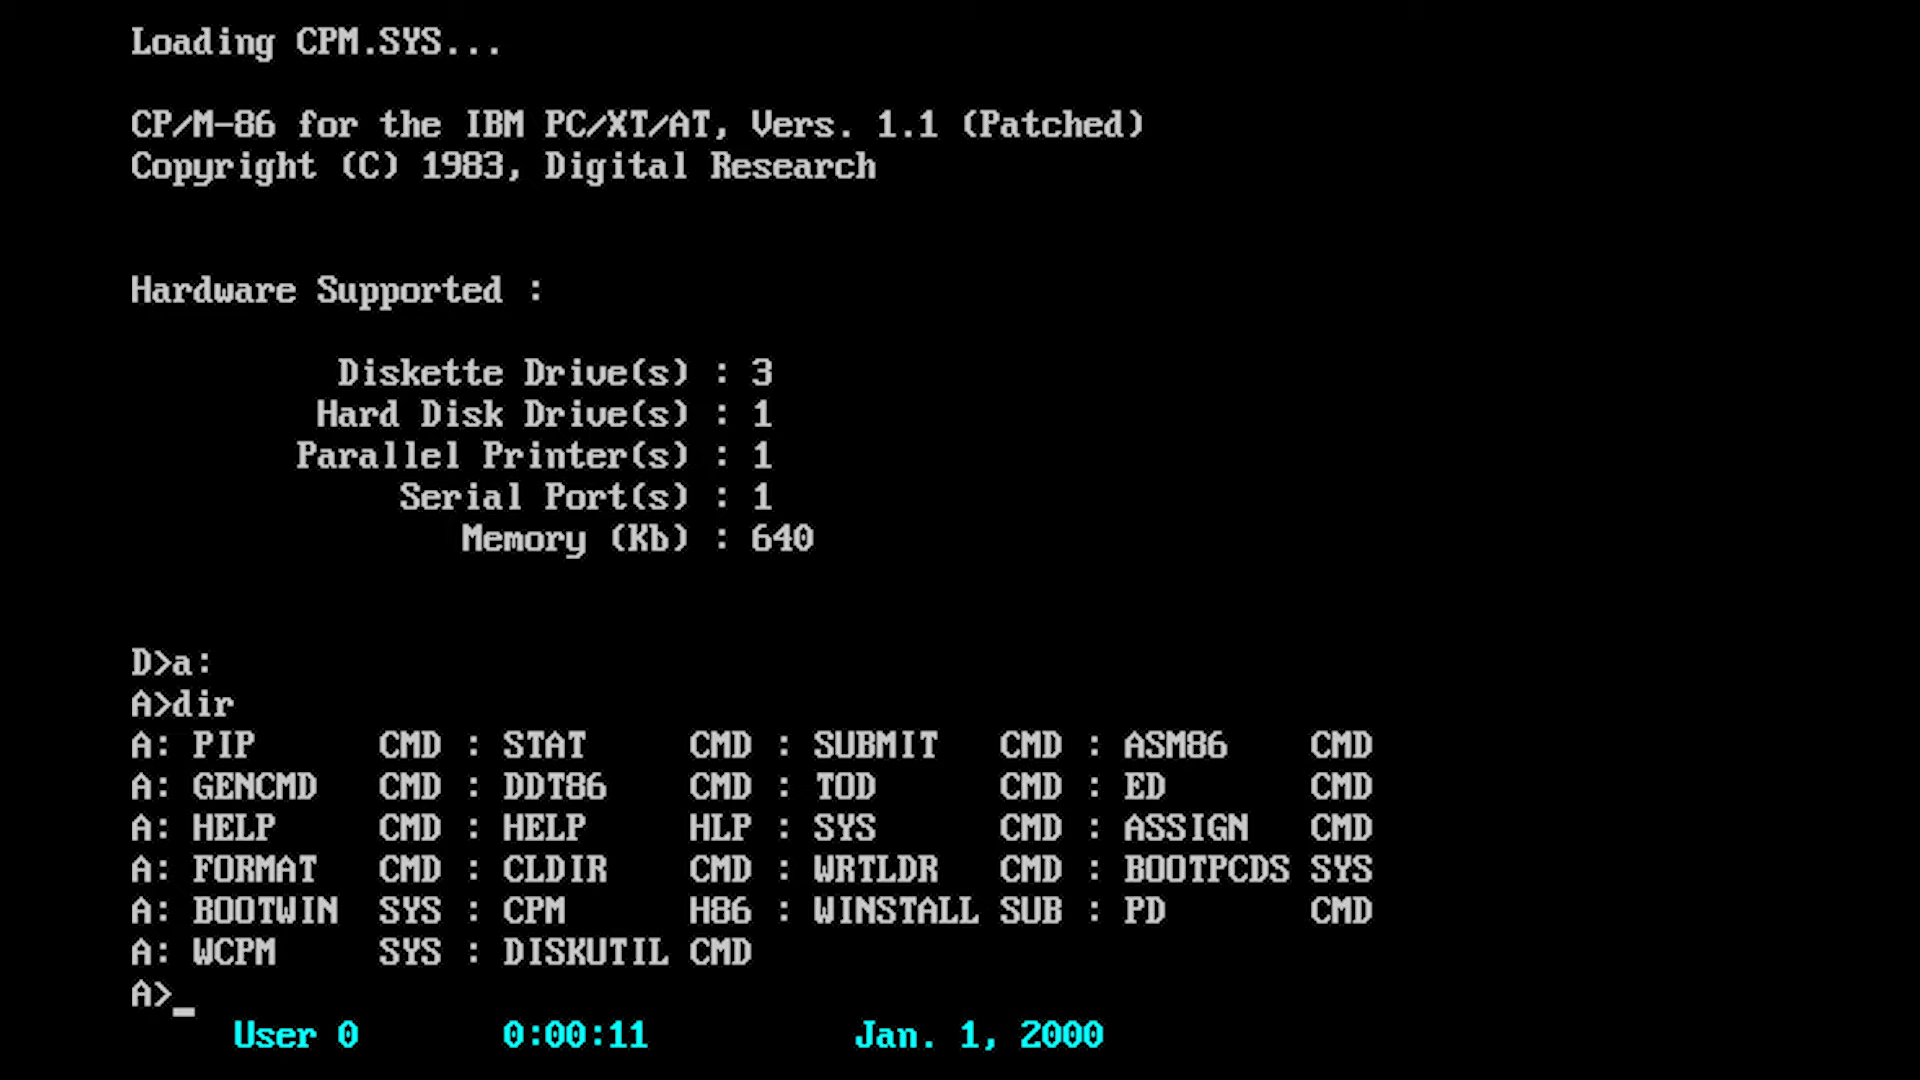 Loading CPM.SYS...
CP/M-86 for the IBM PC/XT/AT, Vers. 1.1 (Patched)
Copyright (C) 1983, Digital Research
Hardware Supported :
Diskette Drive(s) : 3
Hard Disk Drive(s) : 1
Parallel Printer(s) : 1
Serial Port(s) : 1
Memory (Kb) : 640
D>a:
A>dir
A: PIP      CMD : STAT     CMD : SUBMIT   CMD : ASM86    CMD
A: GENCMD   CMD : DDT86    CMD : TOD      CMD : ED       CMD
A: HELP     CMD : HELP     HLP : SYS      CMD : ASSIGN   CMD
A: FORMAT   CMD : CLDIR    CMD : WRTLDR   CMD : BOOTPCDS SYS
A: BOOTWIN  SYS : CPM      H86 : WINSTALL SUB : PD       CMD
A: WCPM     SYS : DISKUTIL CMD
A>_
User 0       0:00:11          Jan. 1, 2000